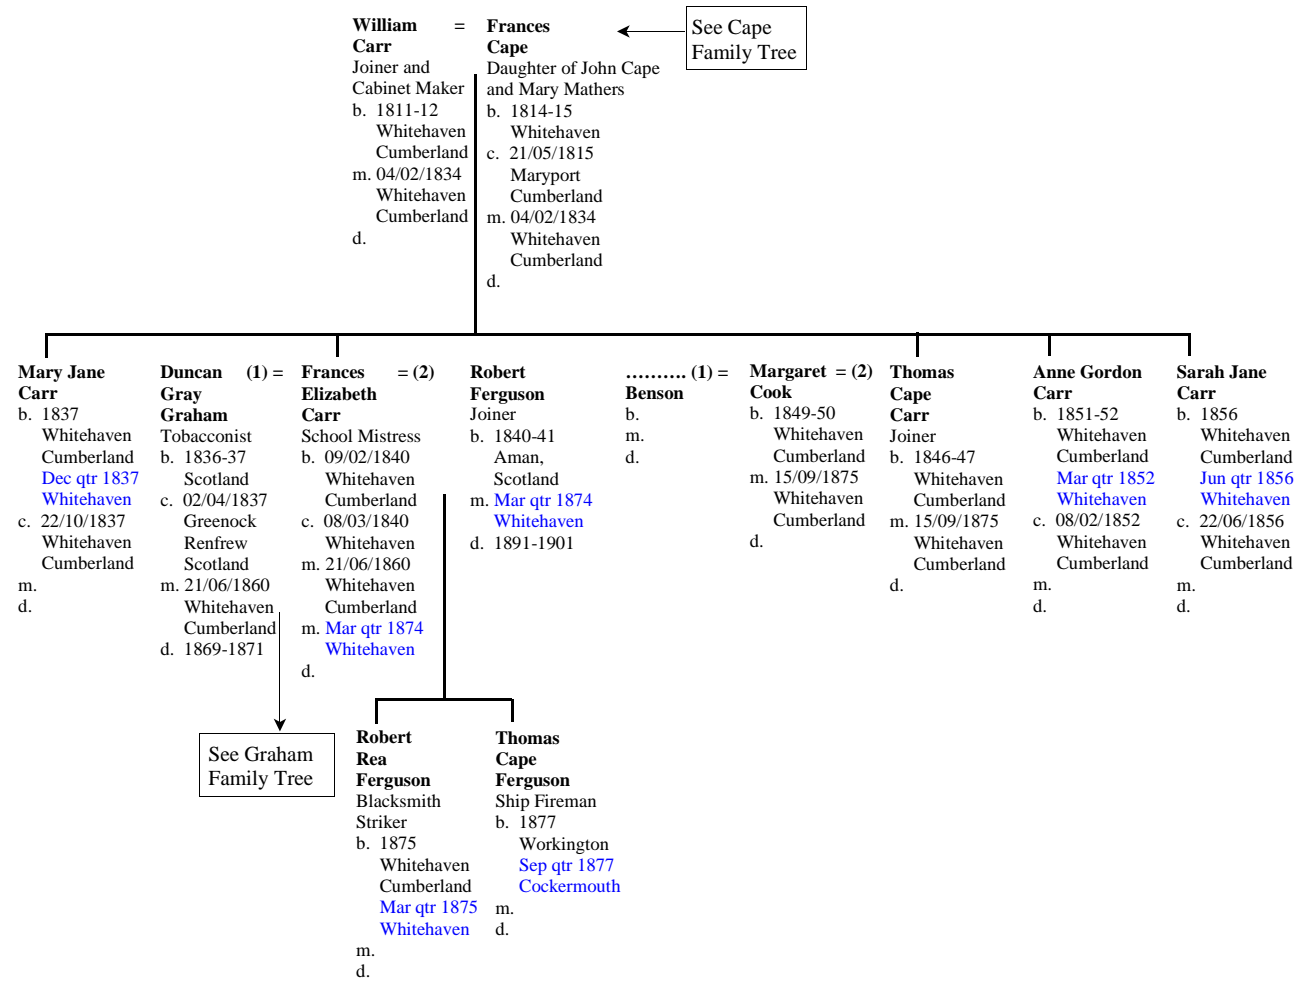 William =
Carr
Joiner and
Cabinet Maker
b. 1811-12
Whitehaven
Cumberland
m. 04/02/1834
Whitehaven
Cumberland
d.
Frances
Cape
Daughter of John Cape
and Mary Mathers
b. 1814-15
Whitehaven
c. 21/05/1815
Maryport
Cumberland
m. 04/02/1834
Whitehaven
Cumberland
d.
See Cape
Family Tree
Mary Jane
Carr
b. 1837
Whitehaven
Cumberland
Dec qtr 1837
Whitehaven
c. 22/10/1837
Whitehaven
Cumberland
m.
d.
Duncan (1) =
Gray
Graham
Tobacconist
b. 1836-37
Scotland
c. 02/04/1837
Greenock
Renfrew
Scotland
m. 21/06/1860
Whitehaven
Cumberland
d. 1869-1871
Frances = (2)
Elizabeth
Carr
School Mistress
b. 09/02/1840
Whitehaven
Cumberland
c. 08/03/1840
Whitehaven
m. 21/06/1860
Whitehaven
Cumberland
m. Mar qtr 1874
Whitehaven
d.
Robert
Ferguson
Joiner
b. 1840-41
Aman,
Scotland
m. Mar qtr 1874
Whitehaven
d. 1891-1901
.......... (1) =
Benson
b.
m.
d.
Margaret = (2)
Cook
b. 1849-50
Whitehaven
Cumberland
m. 15/09/1875
Whitehaven
Cumberland
d.
Thomas
Cape
Carr
Joiner
b. 1846-47
Whitehaven
Cumberland
m. 15/09/1875
Whitehaven
Cumberland
d.
Anne Gordon
Carr
b. 1851-52
Whitehaven
Cumberland
Mar qtr 1852
Whitehaven
c. 08/02/1852
Whitehaven
Cumberland
m.
d.
Sarah Jane
Carr
b. 1856
Whitehaven
Cumberland
Jun qtr 1856
Whitehaven
c. 22/06/1856
Whitehaven
Cumberland
m.
d.
See Graham
Family Tree
Robert
Rea
Ferguson
Blacksmith
Striker
b. 1875
Whitehaven
Cumberland
Mar qtr 1875
Whitehaven
m.
d.
Thomas
Cape
Ferguson
Ship Fireman
b. 1877
Workington
Sep qtr 1877
Cockermouth
m.
d.